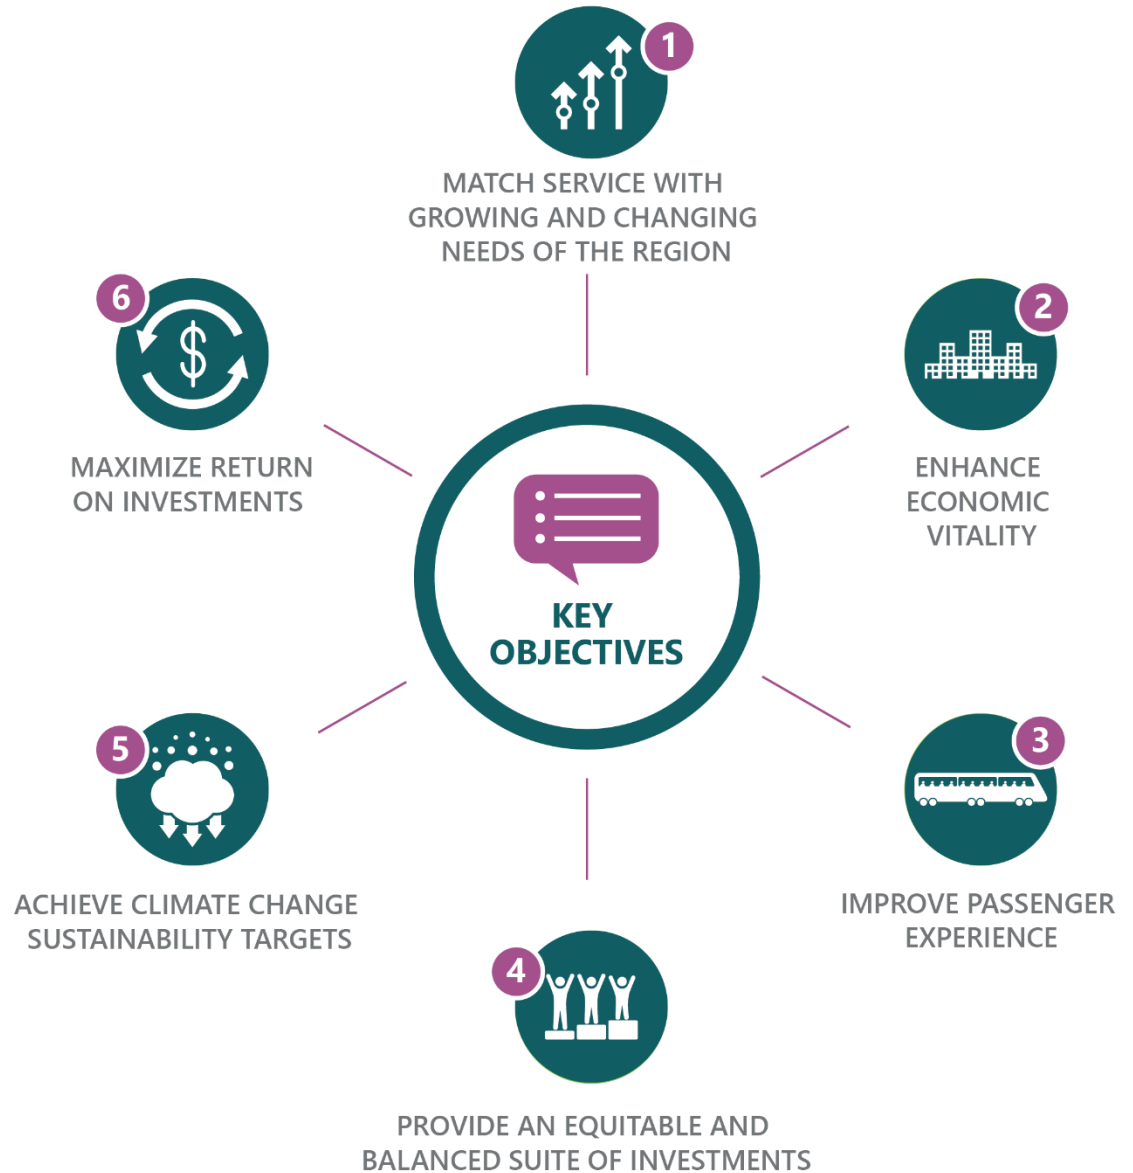 1
MATCH SERVICE WITH
GROWING AND CHANGING
NEEDS OF THE REGION
2
ENHANCE
ECONOMIC
VITALITY
3
IMPROVE PASSENGER
EXPERIENCE
4
PROVIDE AN EQUITABLE AND
BALANCED SUITE OF INVESTMENTS
5
ACHIEVE CLIMATE CHANGE
SUSTAINABILITY TARGETS
6
$
MAXIMIZE RETURN
ON INVESTMENTS
KEY
OBJECTIVES